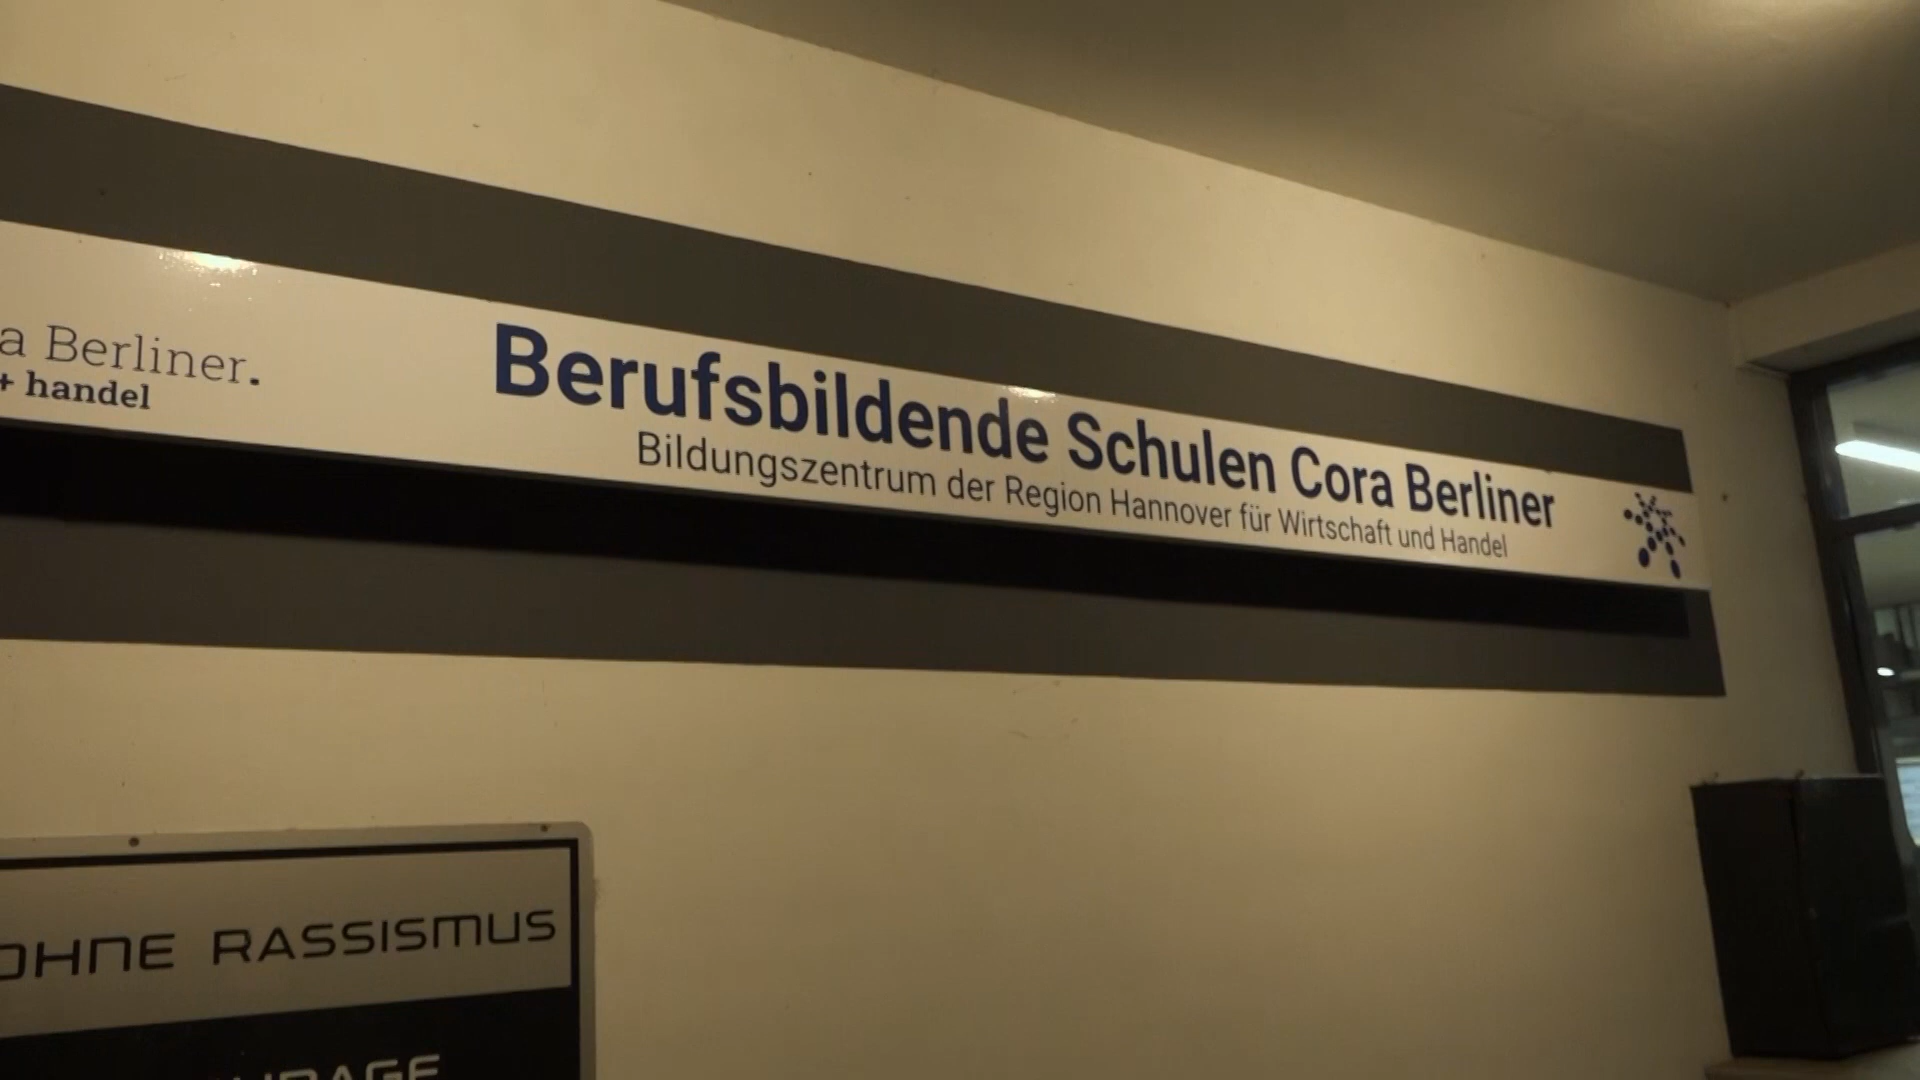 a Berliner.
+ handel
Berufsbildende Schulen Cora Berliner
Bildungszentrum der Region Hannover für Wirtschaft und Handel
OHNE RASSISMUS